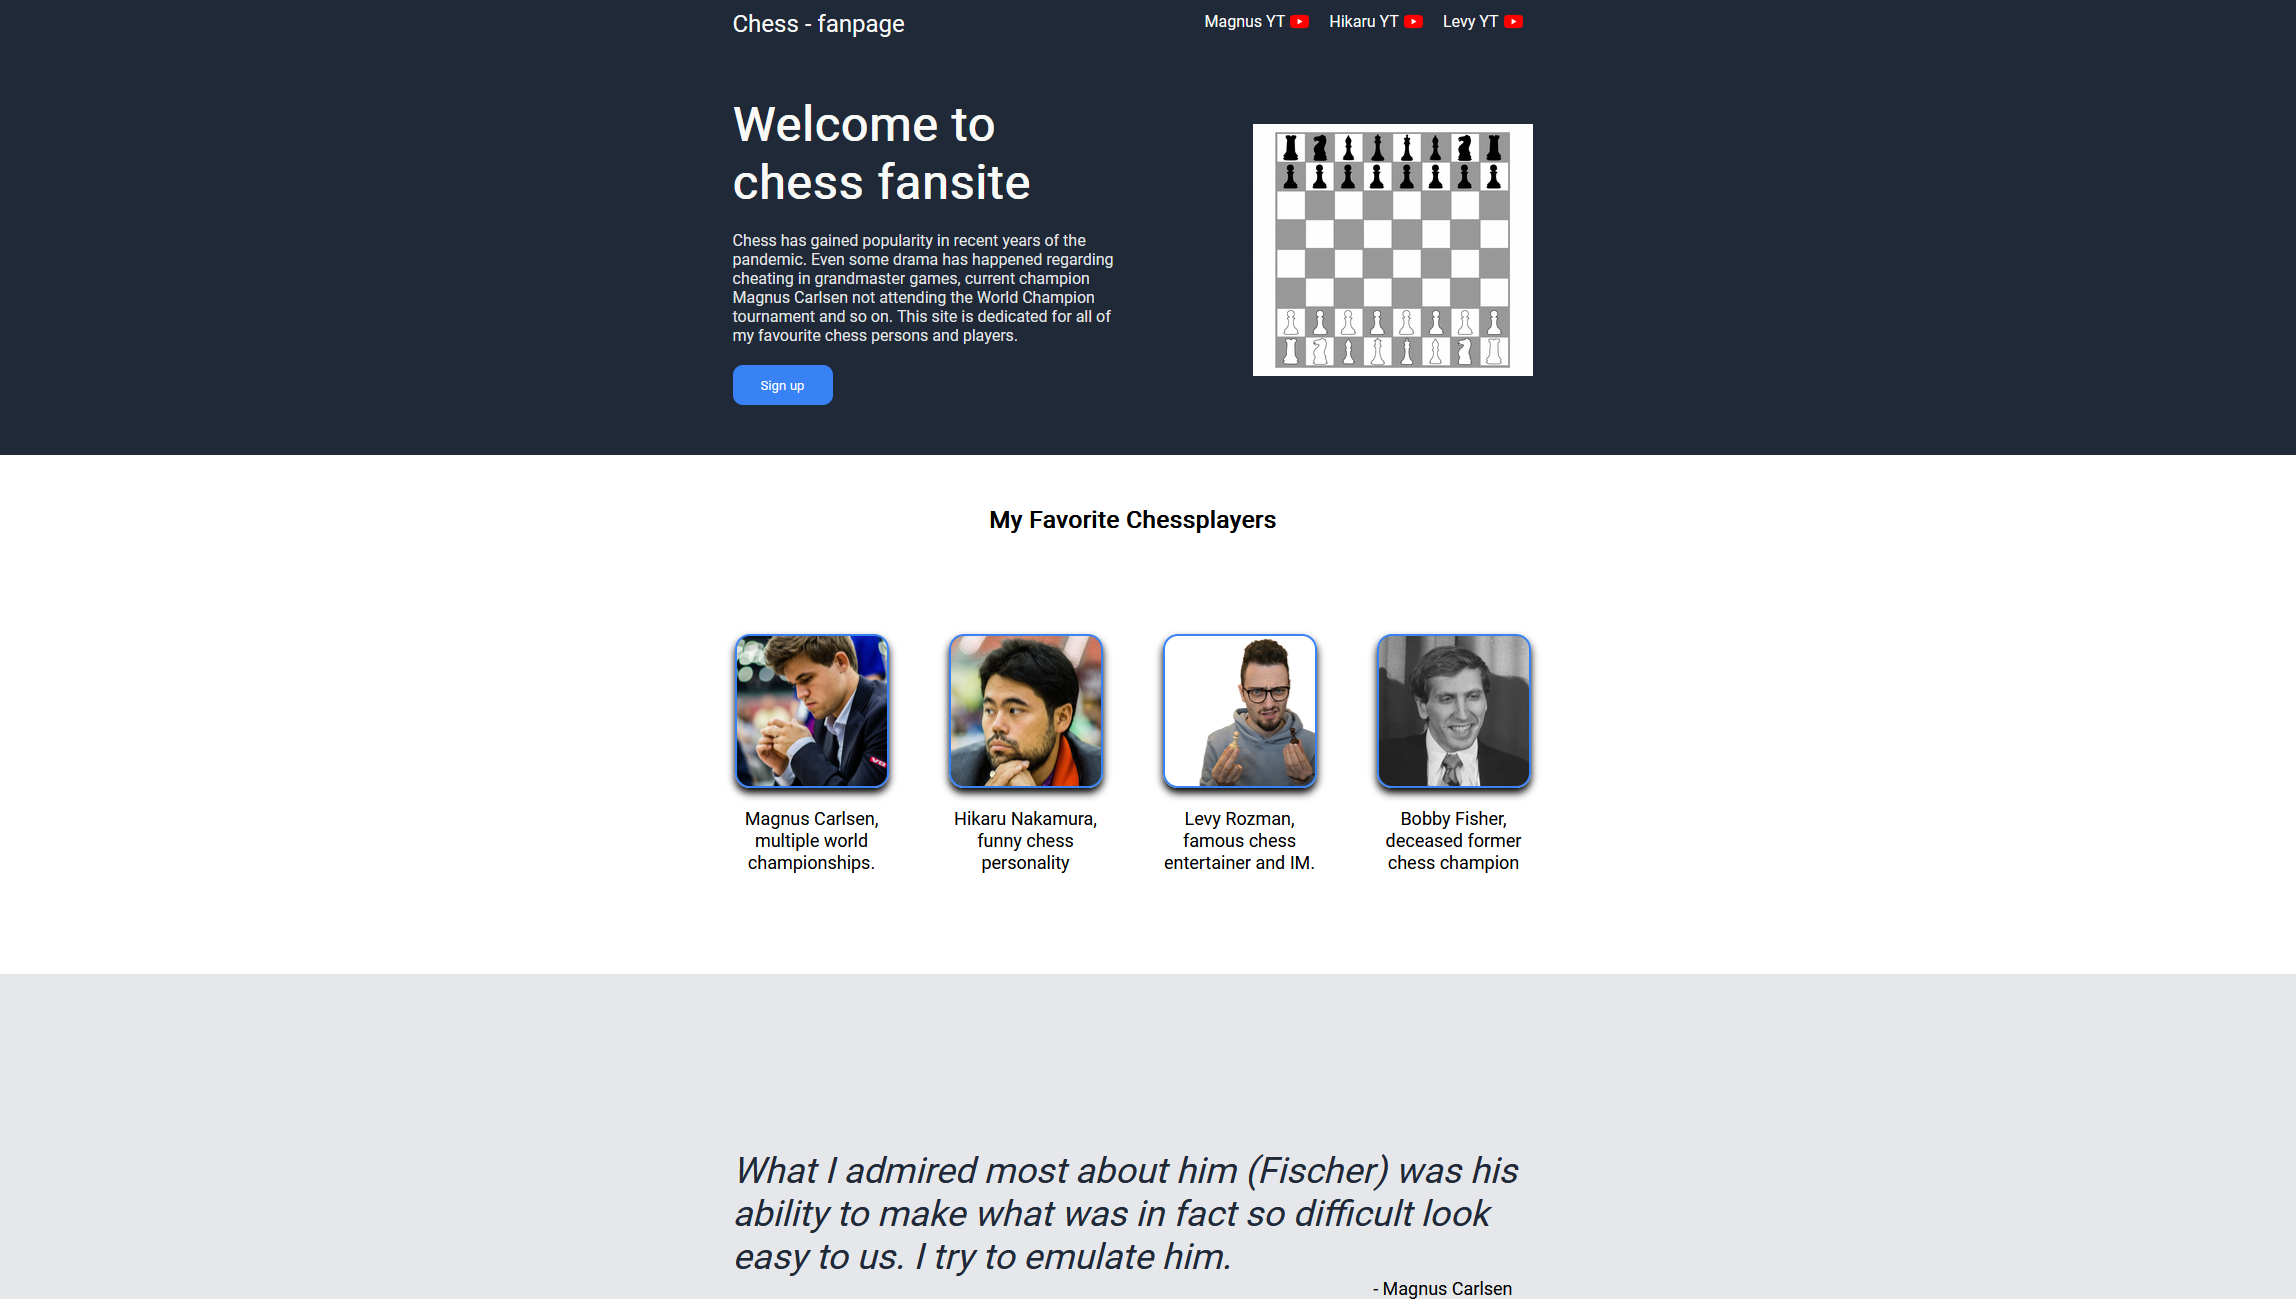 Chess - fanpage
Magnus YT
Hikaru YT
Levy YT
Welcome to
chess fansite
Chess has gained popularity in recent years of the
pandemic. Even some drama has happened regarding
cheating in grandmaster games, current champion
Magnus Carlsen not attending the World Champion
tournament and so on. This site is dedicated for all of
my favourite chess persons and players.
Sign up
My Favorite Chessplayers
VG
Magnus Carlsen,
multiple world
championships.
Hikaru Nakamura,
funny chess
personality
Levy Rozman,
famous chess
entertainer and IM.
Bobby Fisher,
deceased former
chess champion
What I admired most about him (Fischer) was his
ability to make what was in fact so difficult look
easy to us. I try to emulate him.
- Magnus Carlsen